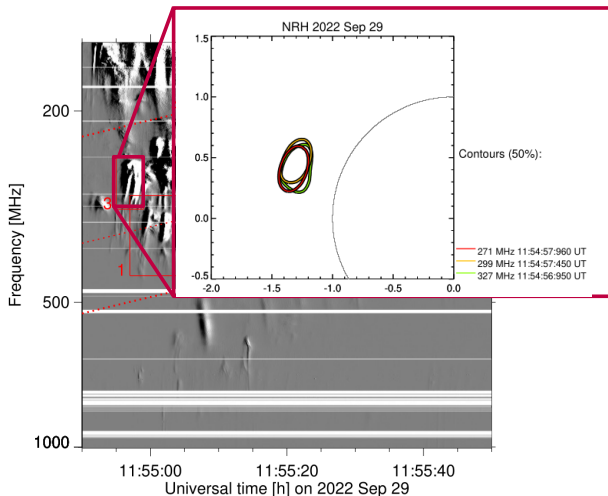 NRH 2022 Sep 29
1.5
1.0
0.5
0.0
-0.5
-2.0 -1.5 -1.0 -0.5 0.0
Contours (50%):
271 MHz 11:54:57:960 UT
299 MHz 11:54:57:450 UT
327 MHz 11:54:56:950 UT
Frequency [MHz]
200
500
1000
3
1
11:55:00 11:55:20 11:55:40
Universal time [h] on 2022 Sep 29